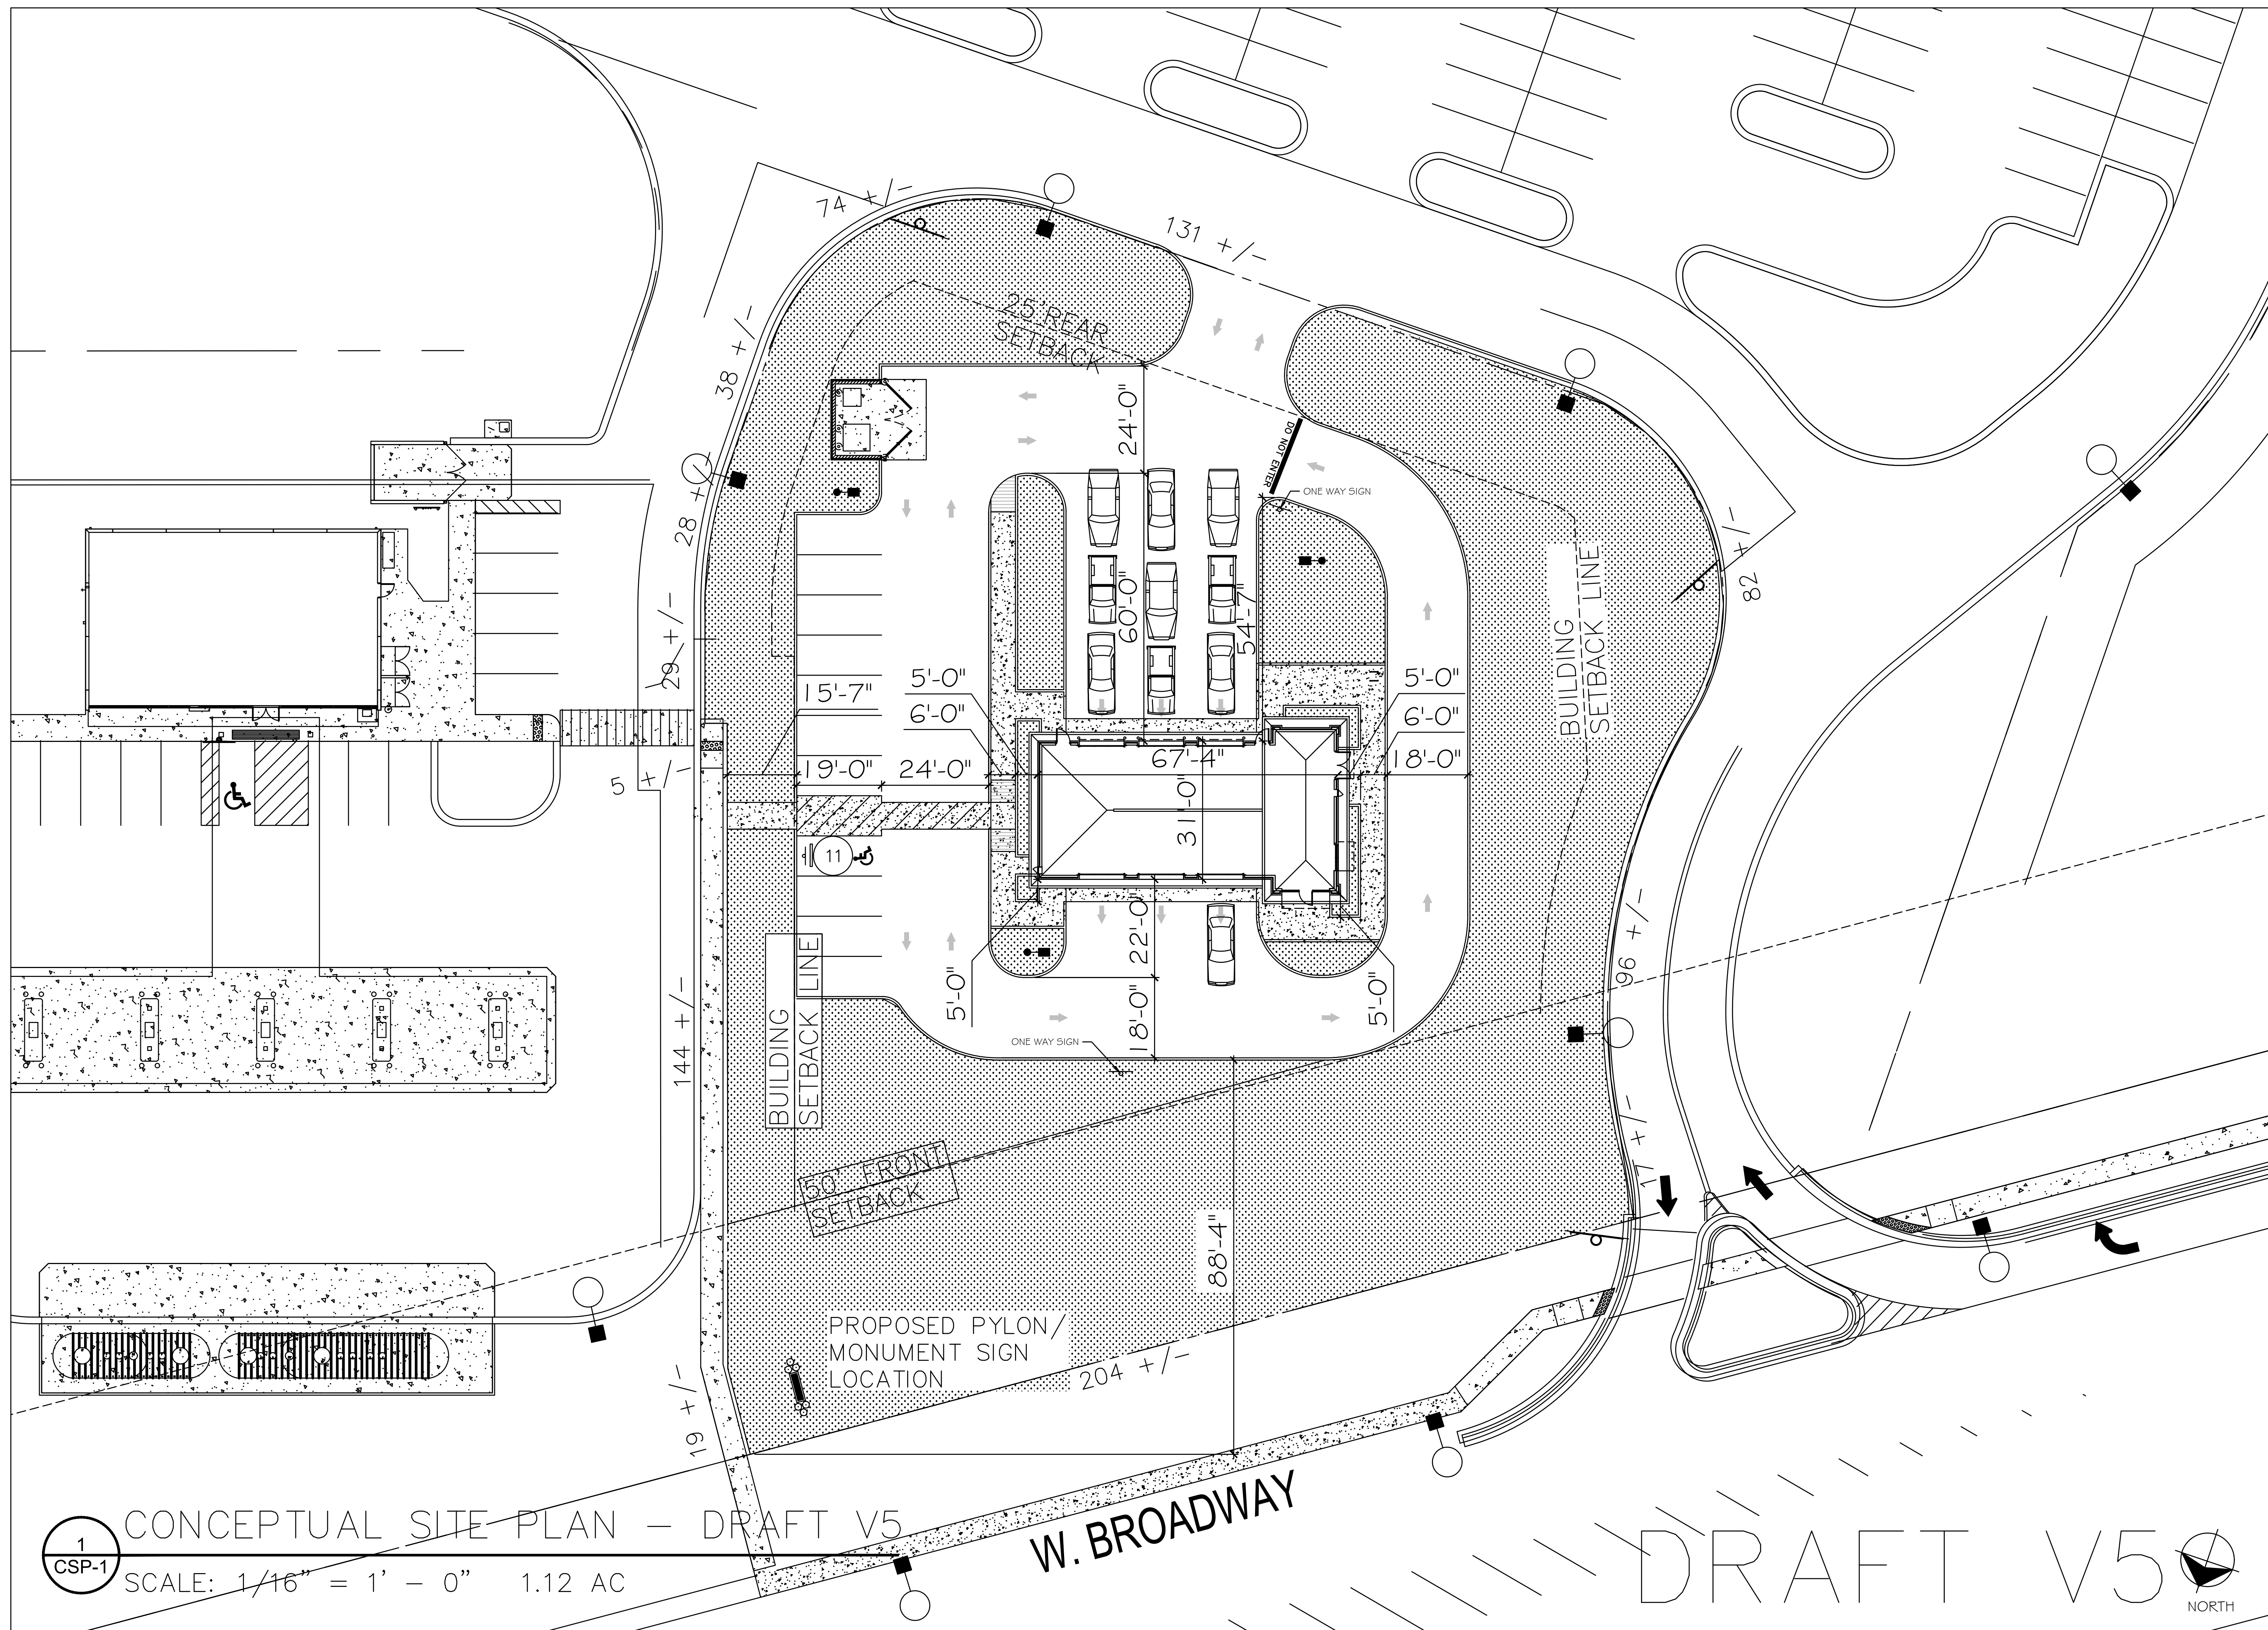 74 +/-
131 +/-
25' REAR
SETBACK
38 +/-
24'-0"
DO NOT ENTER
ONE WAY SIGN
28 +/-
82 +/-
60'-0"
54'-7"
BUILDING
SETBACK LINE
29 +/-
15'-7"
5'-0"
6'-0"
5'-0"
6'-0"
5 +/-
19'-0"
24'-0"
67'-4"
18'-0"
31'-0"
11
22'-0"
96 +/-
BUILDING
SETBACK LINE
5'-0"
18'-0"
5'-0"
144 +/-
ONE WAY SIGN
17 +/-
50' FRONT
SETBACK
88'-4"
PROPOSED PYLON/
MONUMENT SIGN
LOCATION
204 +/-
19 +/-
W. BROADWAY
1
CSP-1
CONCEPTUAL SITE PLAN – DRAFT V5
SCALE: 1/16" = 1' – 0" 1.12 AC
DRAFT V5
NORTH